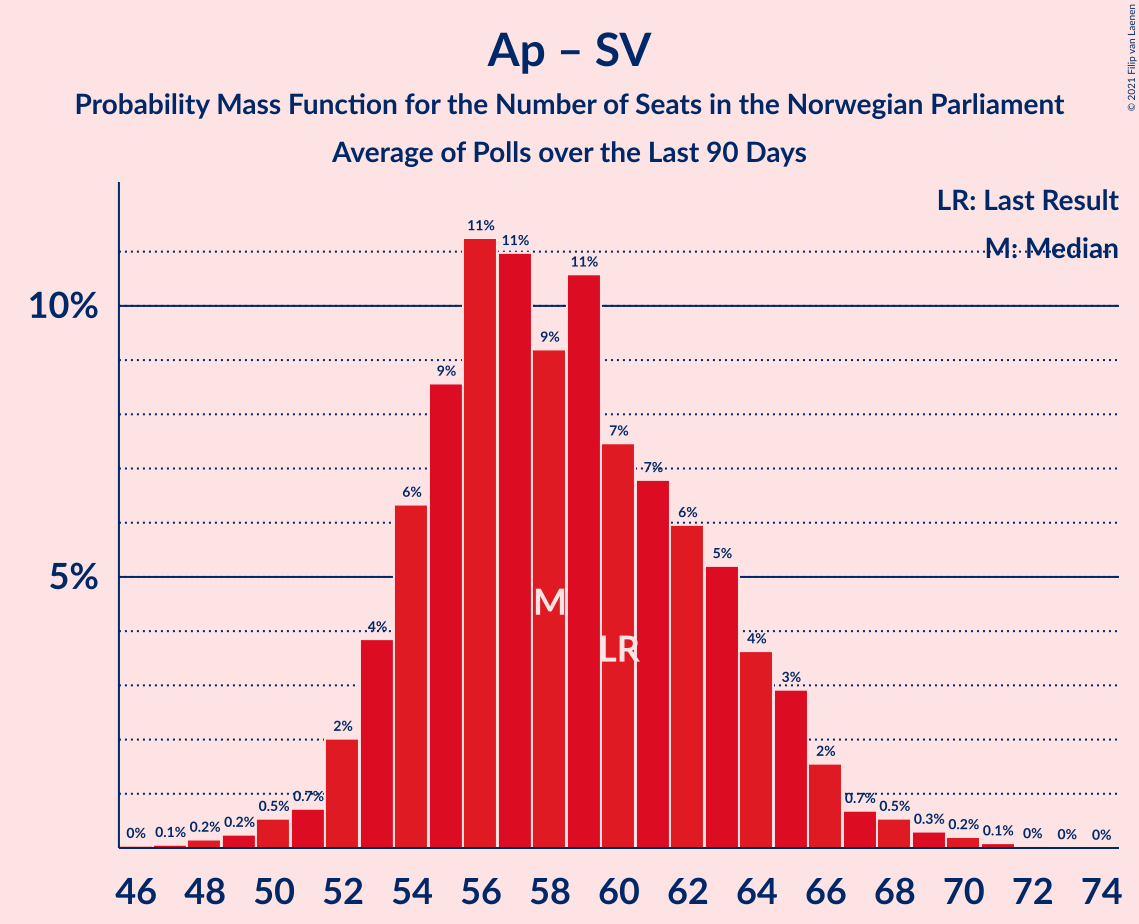 Ap – SV
Probability Mass Function for the Number of Seats in the Norwegian Parliament
Average of Polls over the Last 90 Days
© 2021 Filip van Laenen
LR: Last Result
M: Median
10%
5%
0% 0.1% 0.2% 0.2% 0.5% 0.7% 2% 4% 6% 9% 11% 11% 9% 11% 7% 7% 6% 5% 4% 3% 2% 0.7% 0.5% 0.3% 0.2% 0.1% 0% 0% 0%
M
LR
46 48 50 52 54 56 58 60 62 64 66 68 70 72 74